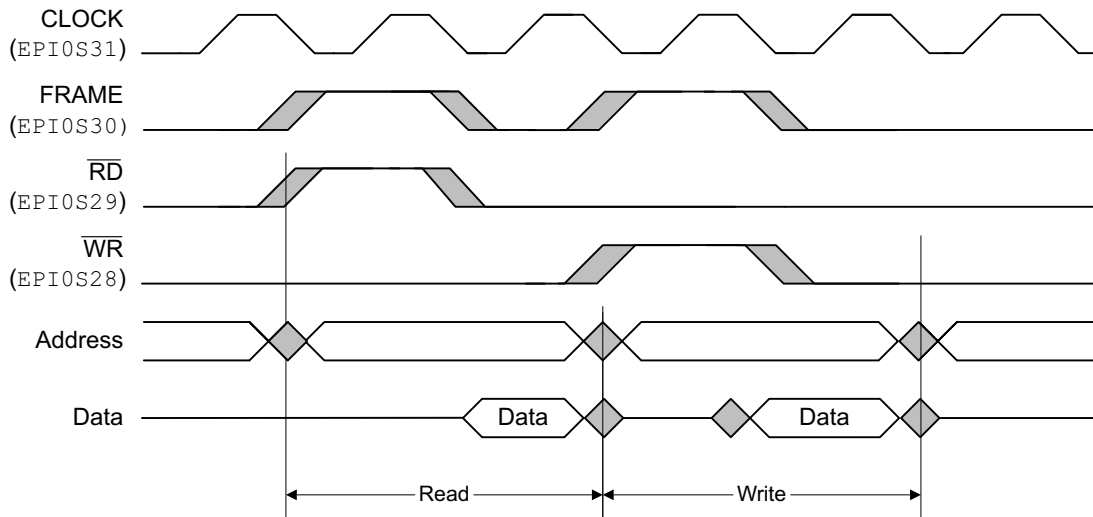 CLOCK
(EPI0S31)
FRAME
(EPI0S30)
RD
(EPI0S29)
WR
(EPI0S28)
Address
Data
Data
Data
Read
Write